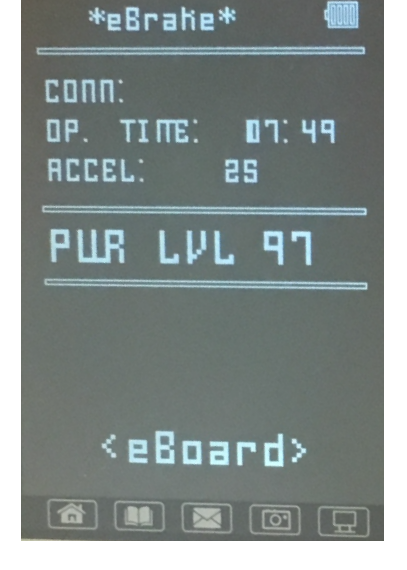 *eBrake*
CONN:
OP. TIME: 07:49
ACCEL: 25
PWR LVL 97
<eBoard>